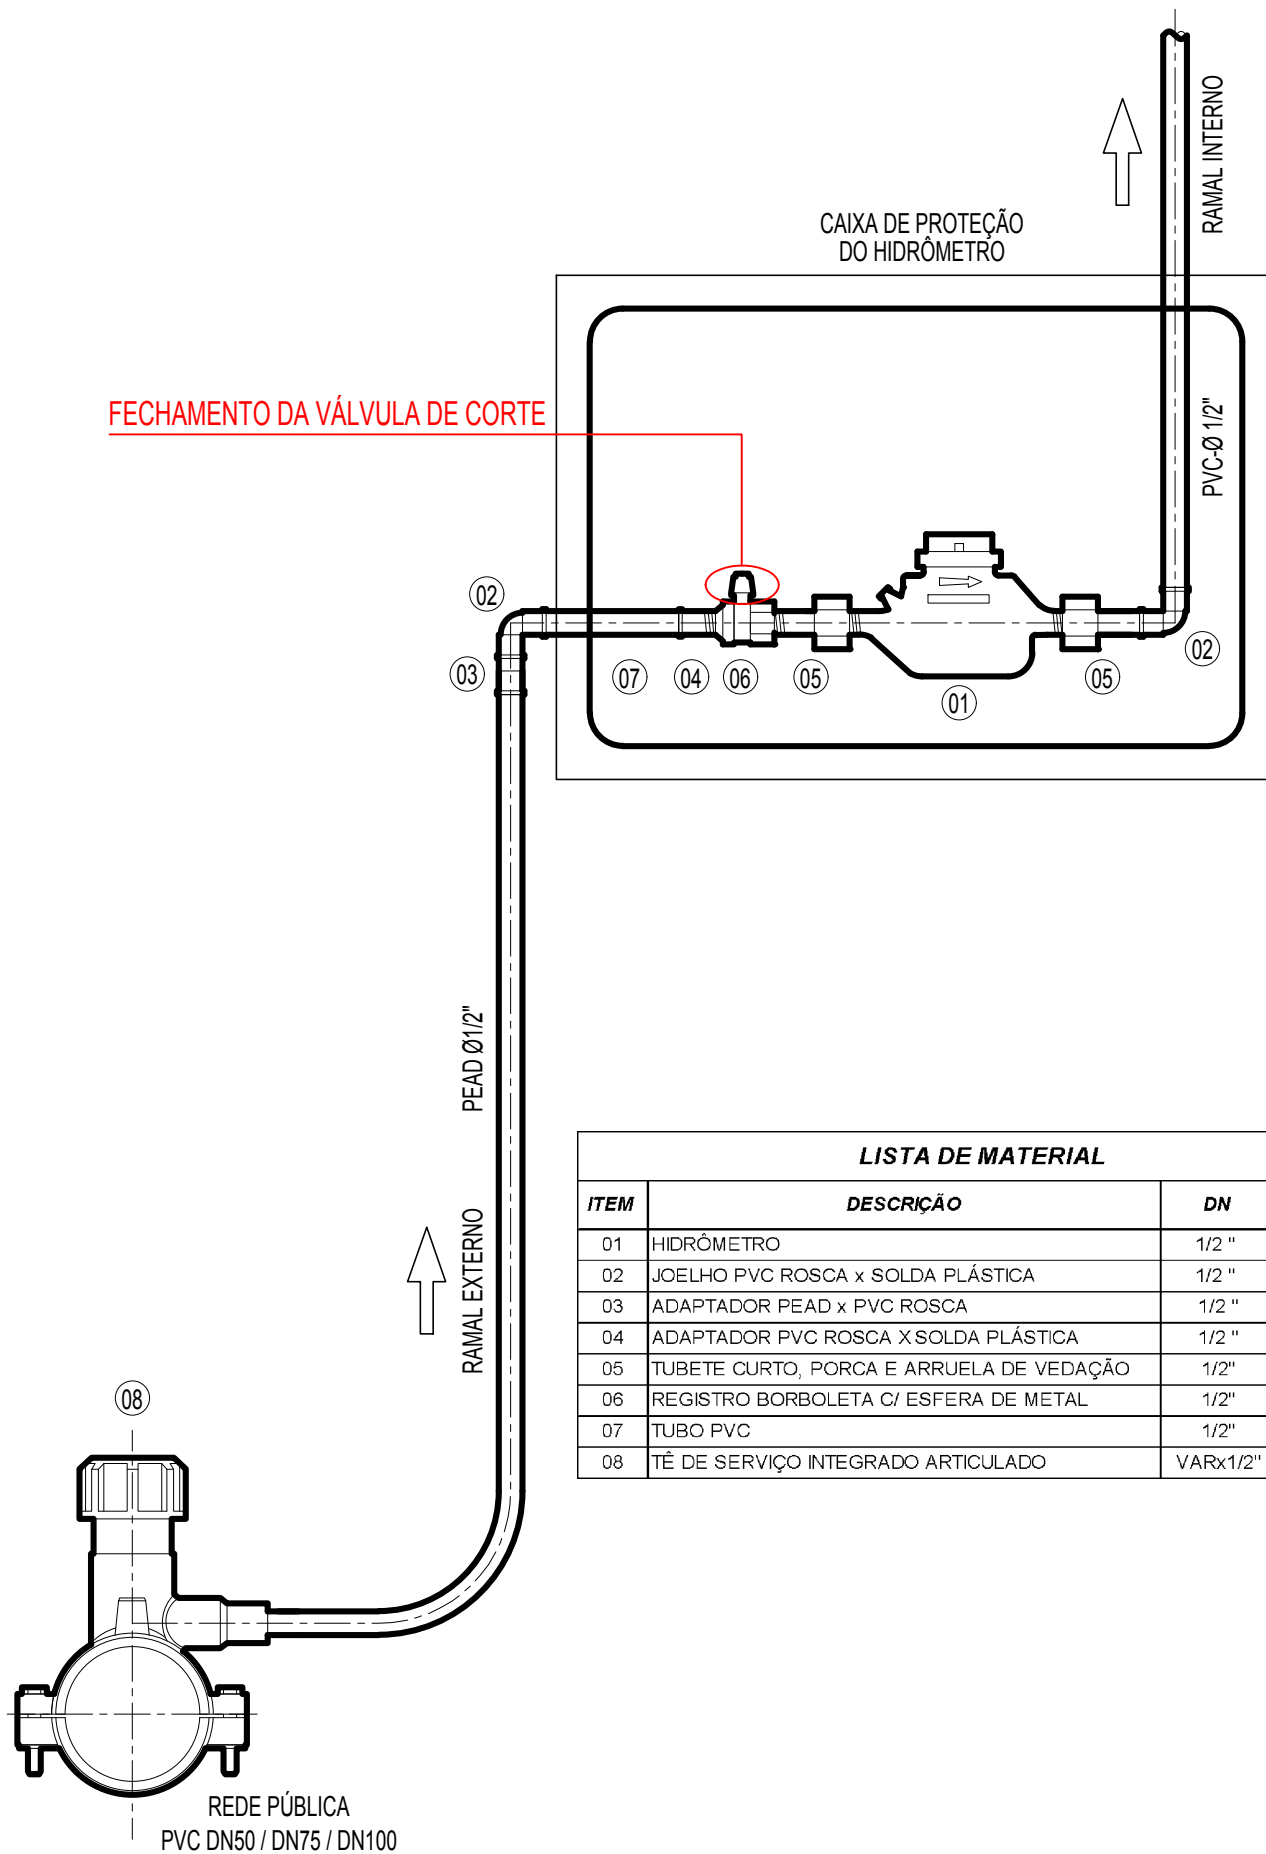 RAMAL INTERNO
CAIXA DE PROTEÇÃO
DO HIDRÔMETRO
FECHAMENTO DA VÁLVULA DE CORTE
PVC-Ø 1/2"
02
03
07
04
06
05
01
05
02
PEAD Ø1/2"
RAMAL EXTERNO
LISTA DE MATERIAL
ITEM DESCRIÇÃO DN
01 HIDRÔMETRO 1/2 "
02 JOELHO PVC ROSCA x SOLDA PLÁSTICA 1/2 "
03 ADAPTADOR PEAD x PVC ROSCA 1/2 "
04 ADAPTADOR PVC ROSCA X SOLDA PLÁSTICA 1/2 "
05 TUBETE CURTO, PORCA E ARRUELA DE VEDAÇÃO 1/2"
06 REGISTRO BORBOLETA C/ ESFERA DE METAL 1/2"
07 TUBO PVC 1/2"
08 TÊ DE SERVIÇO INTEGRADO ARTICULADO VARx1/2"
08
REDE PÚBLICA
PVC DN50 / DN75 / DN100